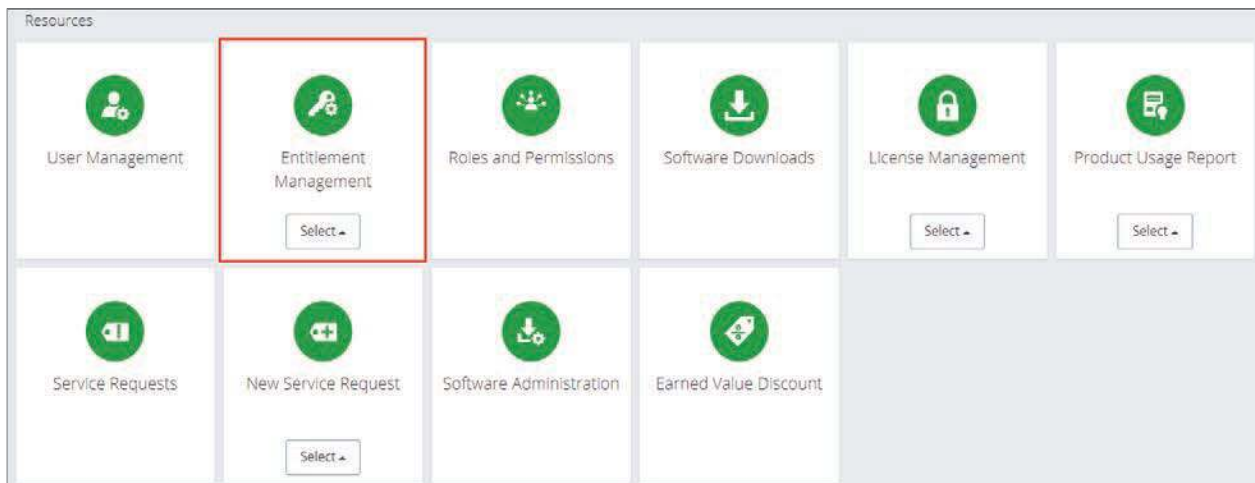 Resources
User Management
Entitlement
Management
Select
Roles and Permissions
Software Downloads
License Management
Select
Product Usage Report
Select
Service Requests
New Service Request
Select
Software Administration
Earned Value Discount